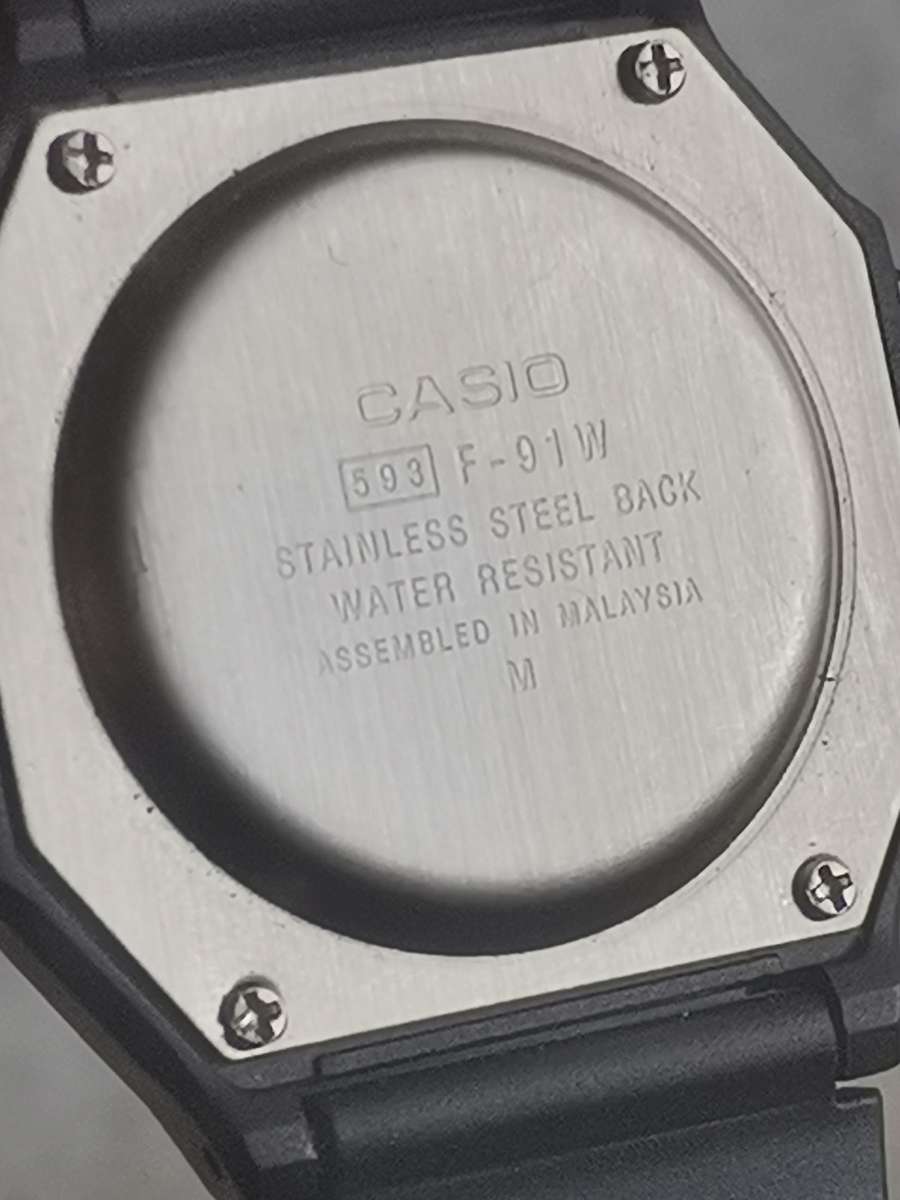 CASIO
593 F-91W
STAINLESS STEEL BACK
WATER RESISTANT
ASSEMBLED IN MALAYSIA
M